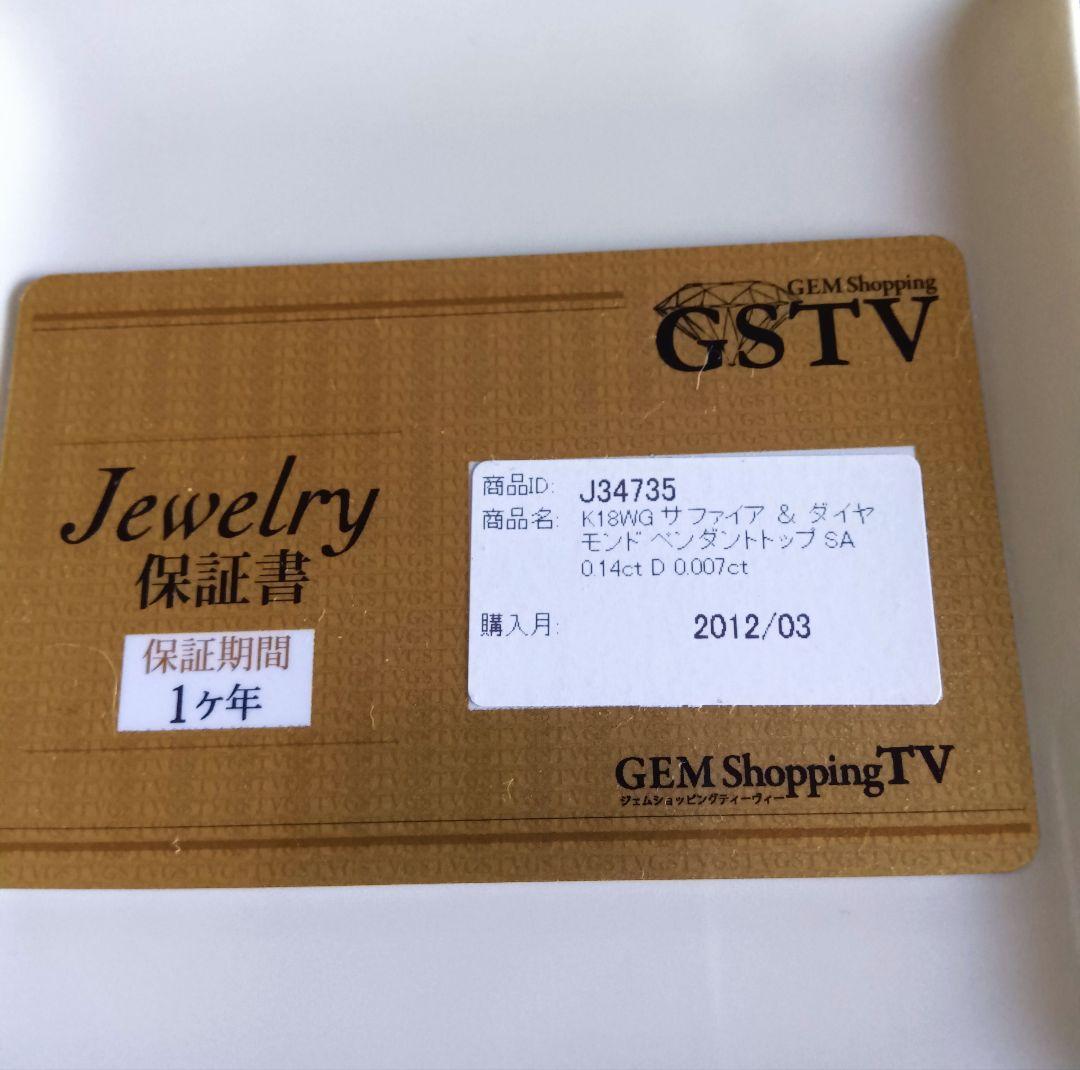 GEM Shopping
GSTV
Jewelry
保証書
保証期間
1ヶ年
商品ID: J34735
商品名: K18WG サファイア & ダイヤ
モンド ペンダントトップ SA
0.14ct D 0.007ct
購入月: 2012/03
GEM ShoppingTV
ジェムショッピングティーヴィー